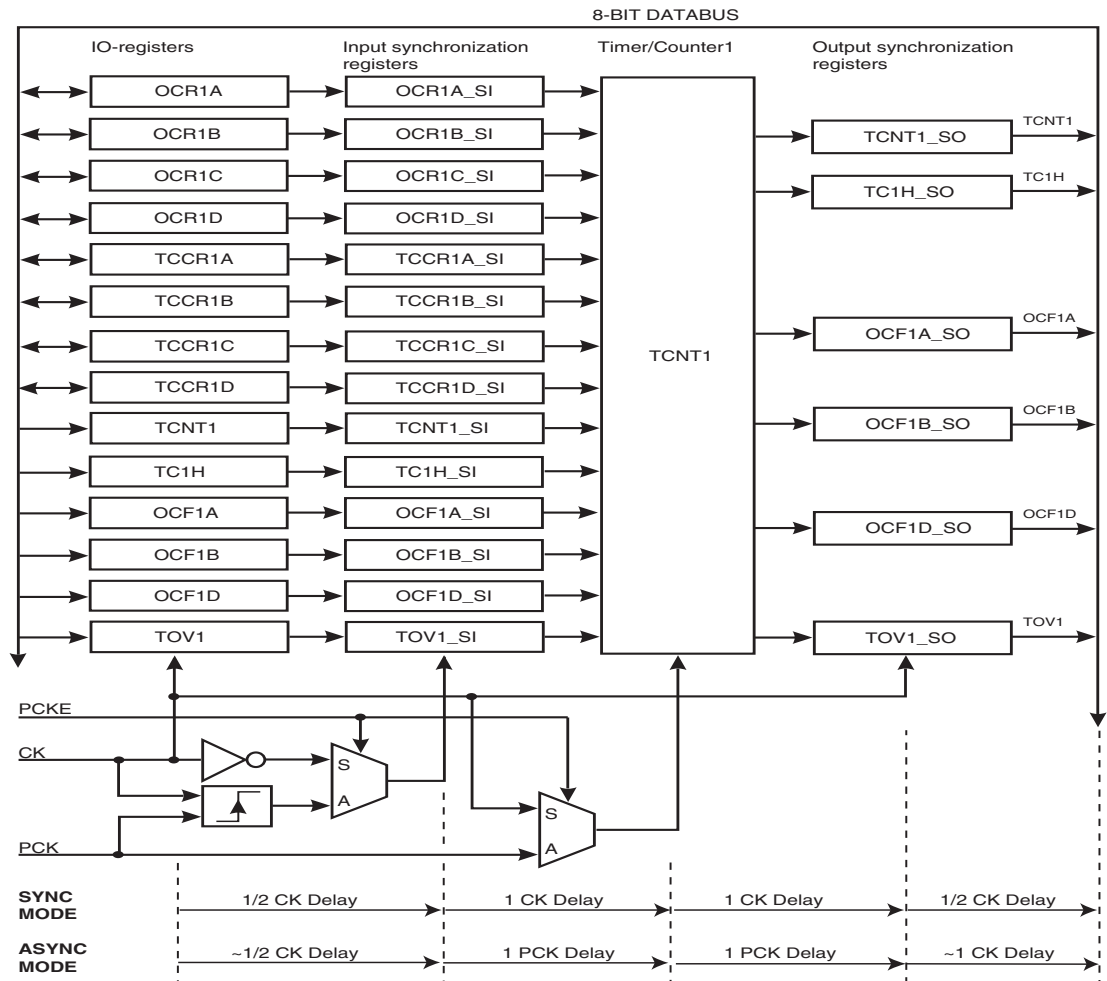 8-BIT DATABUS
IO-registers
Input synchronization
registers
Timer/Counter1
Output synchronization
registers
OCR1A
OCR1A_SI
OCR1B
OCR1B_SI
TCNT1_SO
TCNT1
OCR1C
OCR1C_SI
TC1H_SO
TC1H
OCR1D
OCR1D_SI
TCCR1A
TCCR1A_SI
TCCR1B
TCCR1B_SI
OCF1A_SO
OCF1A
TCCR1C
TCCR1C_SI
TCNT1
TCCR1D
TCCR1D_SI
TCNT1
TCNT1_SI
OCF1B_SO
OCF1B
TC1H
TC1H_SI
OCF1A
OCF1A_SI
OCF1D_SO
OCF1D
OCF1B
OCF1B_SI
OCF1D
OCF1D_SI
TOV1
TOV1_SI
TOV1_SO
TOV1
PCKE
CK
S
A
S
A
PCK
SYNC
MODE
1/2 CK Delay
1 CK Delay
1 CK Delay
1/2 CK Delay
ASYNC
MODE
~1/2 CK Delay
1 PCK Delay
1 PCK Delay
~1 CK Delay